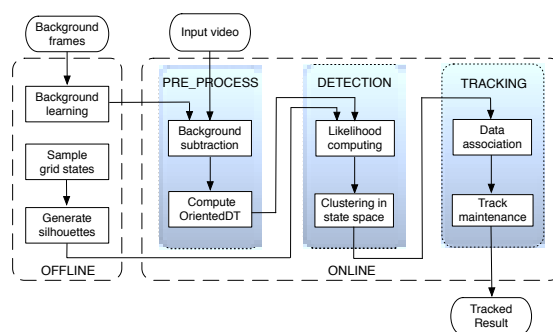 Background
frames
Input video
PRE_PROCESS
DETECTION
TRACKING
Background
learning
Background
subtraction
Likelihood
computing
Data
association
Sample
grid states
Compute
OrientedDT
Clustering in
state space
Track
maintenance
Generate
silhouettes
OFFLINE
ONLINE
Tracked
Result